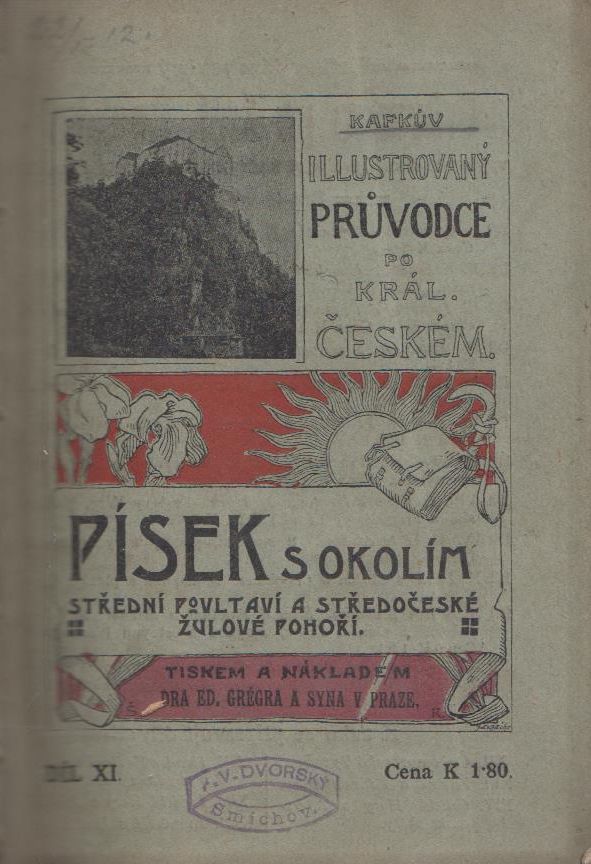 12.
KAFKŮV
ILLUSTROVANÝ
PRŮVODCE
PO
KRÁL.
ČESKÉM.
PÍSEK S OKOLÍM
STŘEDNÍ POVLTAVÍ A STŘEDOČESKÉ
ŽULOVÉ POHOŘÍ.
TISKEM A NÁKLADEM
DRA ED. GRÉGRA A SYNA V PRAZE.
Š. K.
DÍL XI.
Cena K 1·80.
A.V. DVORSKÝ
Smíchov.